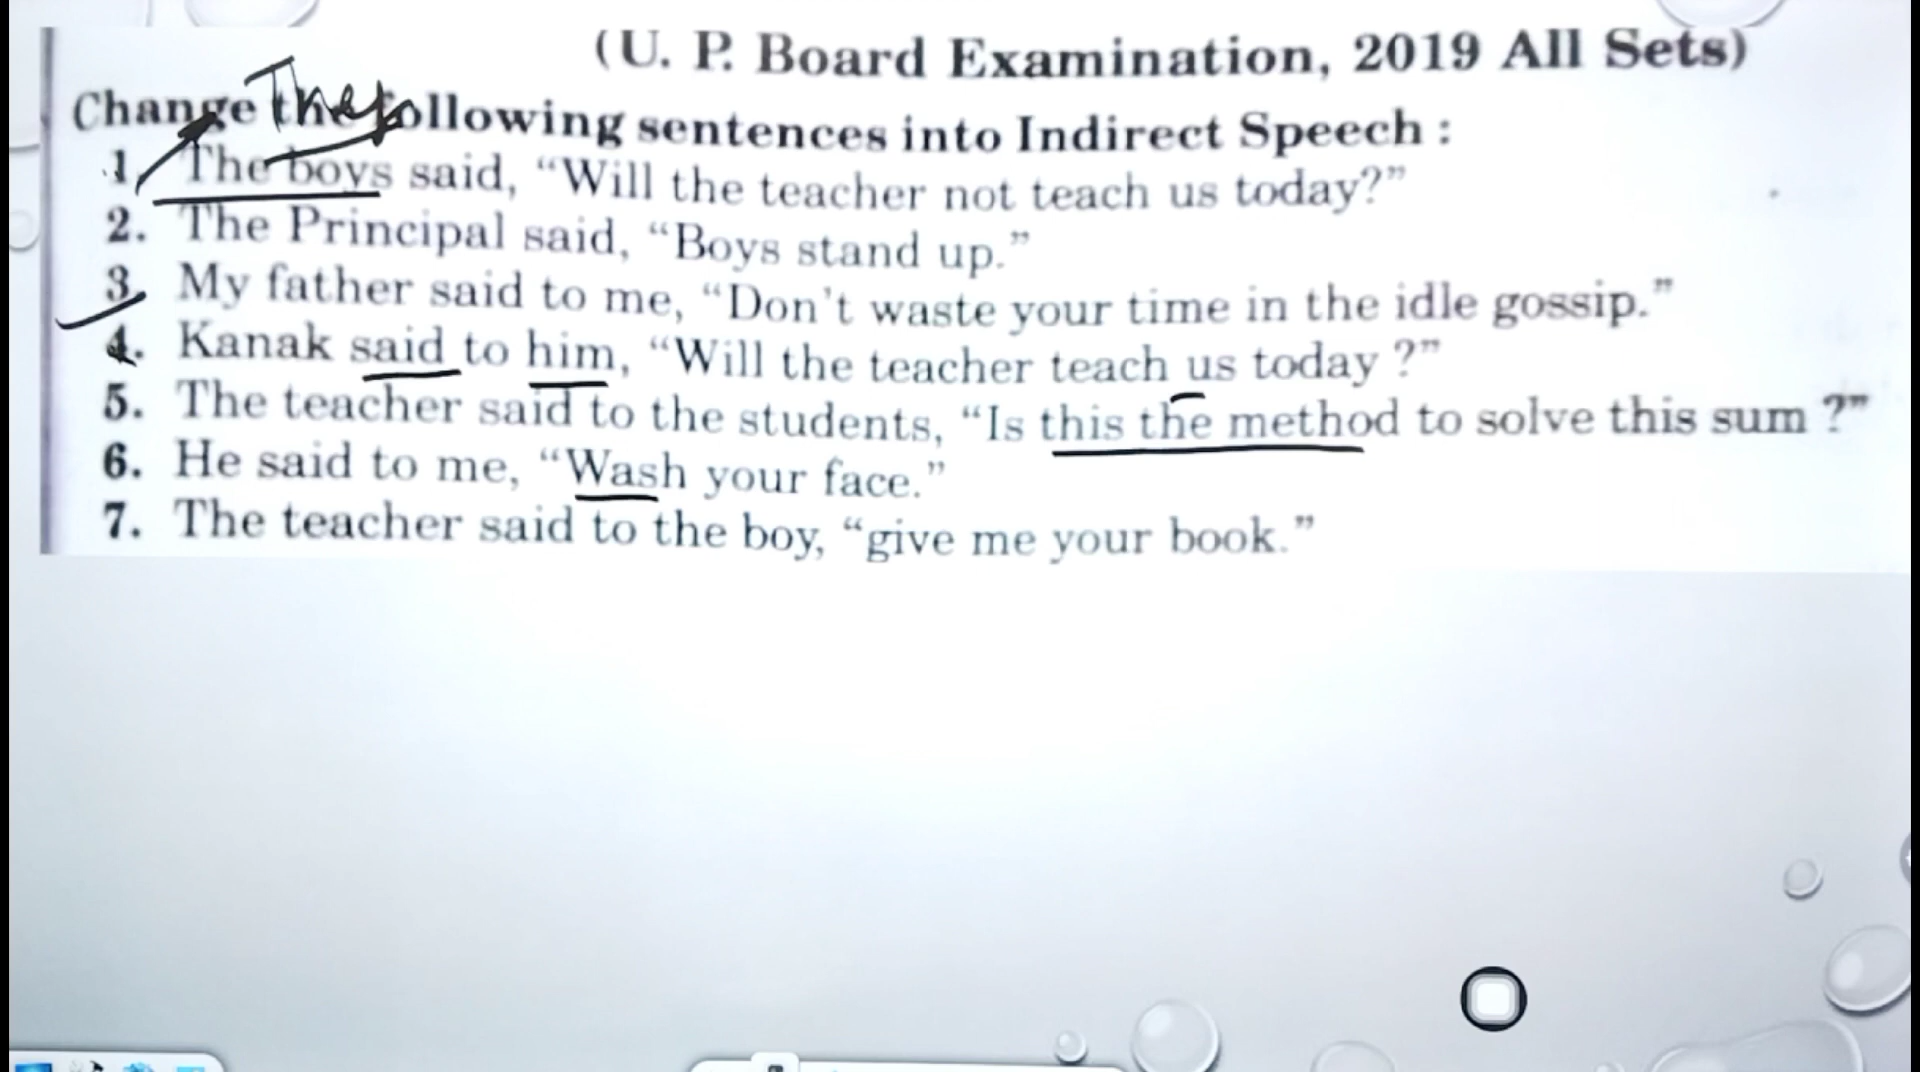 (U. P. Board Examination, 2019 All Sets)
They
Change the following sentences into Indirect Speech :
1. The boys said, “Will the teacher not teach us today?”
2. The Principal said, “Boys stand up.”
3. My father said to me, “Don't waste your time in the idle gossip.”
4. Kanak said to him, “Will the teacher teach us today ?”
5. The teacher said to the students, “Is this the method to solve this sum ?”
6. He said to me, “Wash your face.”
7. The teacher said to the boy, “give me your book.”